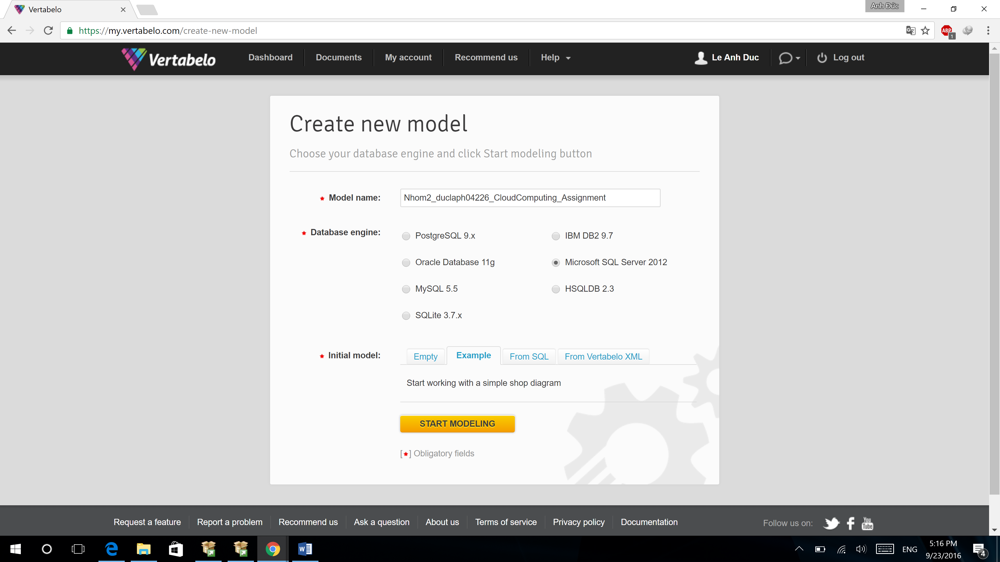 Vertabelo
Anh Đức
https://my.vertabelo.com/create-new-model
ABP
1
Vertabelo
Dashboard
Documents
My account
Recommend us
Help
Le Anh Duc
Log out
Create new model
Choose your database engine and click Start modeling button
Model name:
Nhom2_duclaph04226_CloudComputing_Assignment
Database engine:
PostgreSQL 9.x
IBM DB2 9.7
Oracle Database 11g
Microsoft SQL Server 2012
MySQL 5.5
HSQLDB 2.3
SQLite 3.7.x
Initial model:
Empty
Example
From SQL
From Vertabelo XML
Start working with a simple shop diagram
START MODELING
[★] Obligatory fields
Request a feature
Report a problem
Recommend us
Ask a question
About us
Terms of service
Privacy policy
Documentation
Follow us on:
You Tube
ENG
5:16 PM
9/23/2016
4